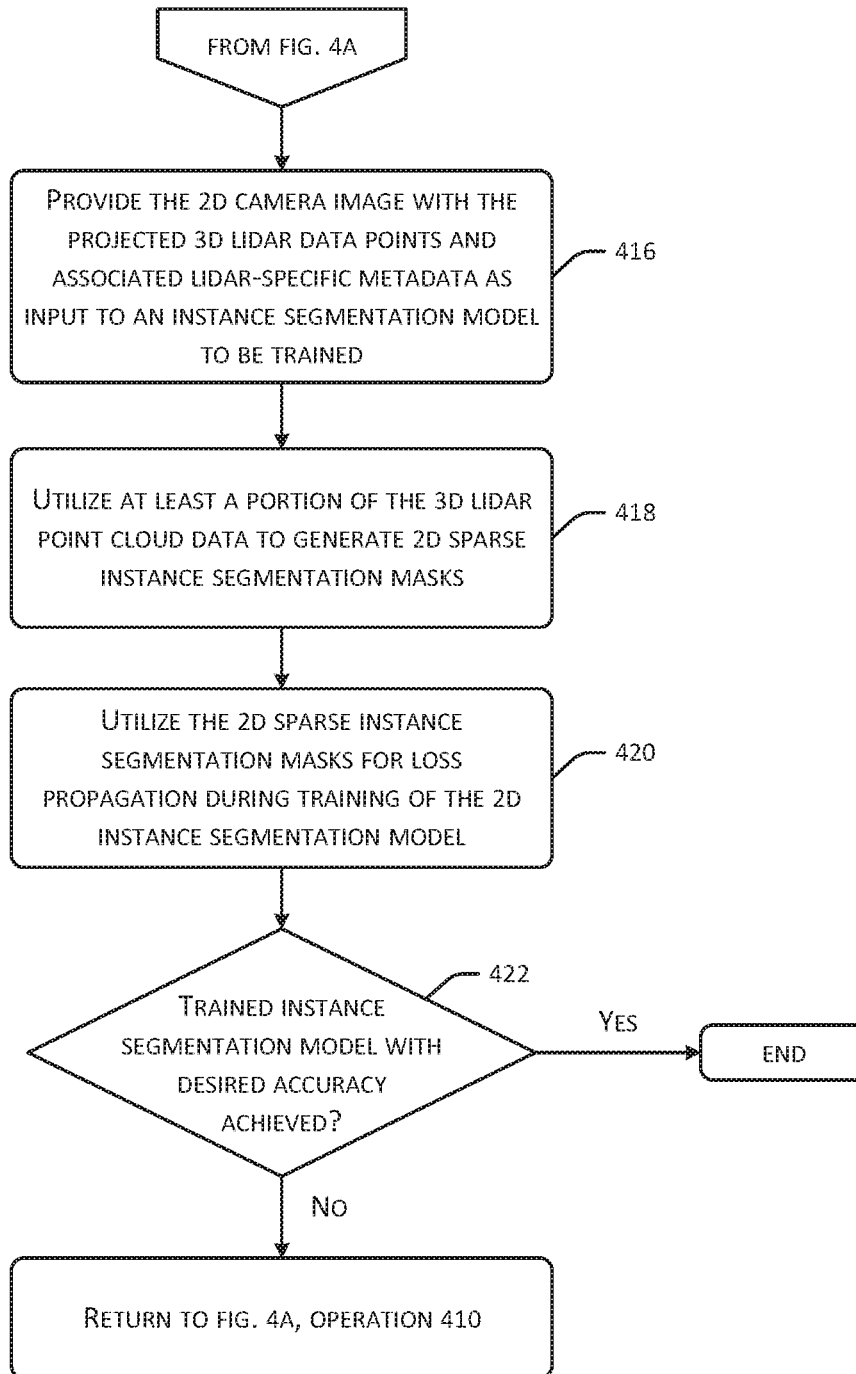 FROM FIG. 4A
PROVIDE THE 2D CAMERA IMAGE WITH THE
PROJECTED 3D LIDAR DATA POINTS AND
ASSOCIATED LIDAR-SPECIFIC METADATA AS
INPUT TO AN INSTANCE SEGMENTATION MODEL
TO BE TRAINED
416
UTILIZE AT LEAST A PORTION OF THE 3D LIDAR
POINT CLOUD DATA TO GENERATE 2D SPARSE
INSTANCE SEGMENTATION MASKS
418
UTILIZE THE 2D SPARSE INSTANCE
SEGMENTATION MASKS FOR LOSS
PROPAGATION DURING TRAINING OF THE 2D
INSTANCE SEGMENTATION MODEL
420
422
TRAINED INSTANCE
SEGMENTATION MODEL WITH
DESIRED ACCURACY
ACHIEVED?
YES
END
NO
RETURN TO FIG. 4A, OPERATION 410